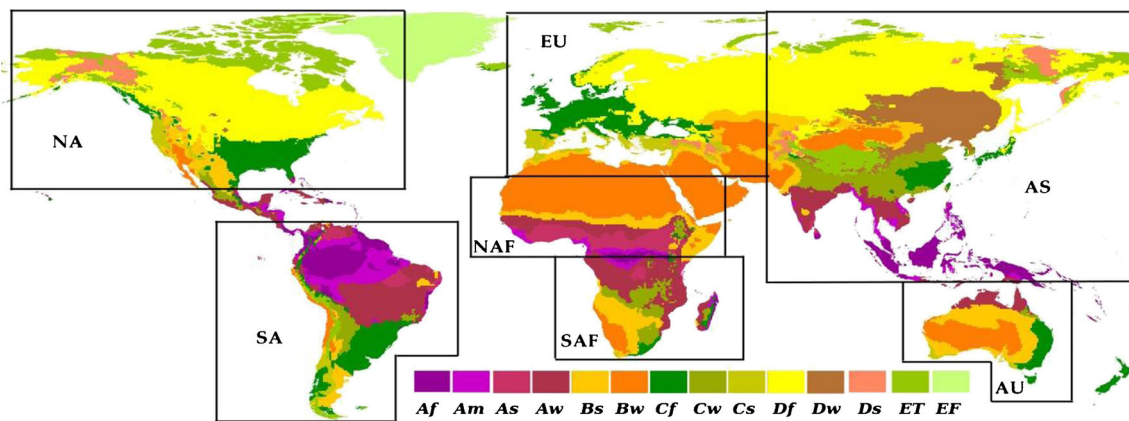 EU
NA
AS
NAF
SA
SAF
AU
Af Am As Aw Bs Bw Cf Cw Cs Df Dw Ds ET EF